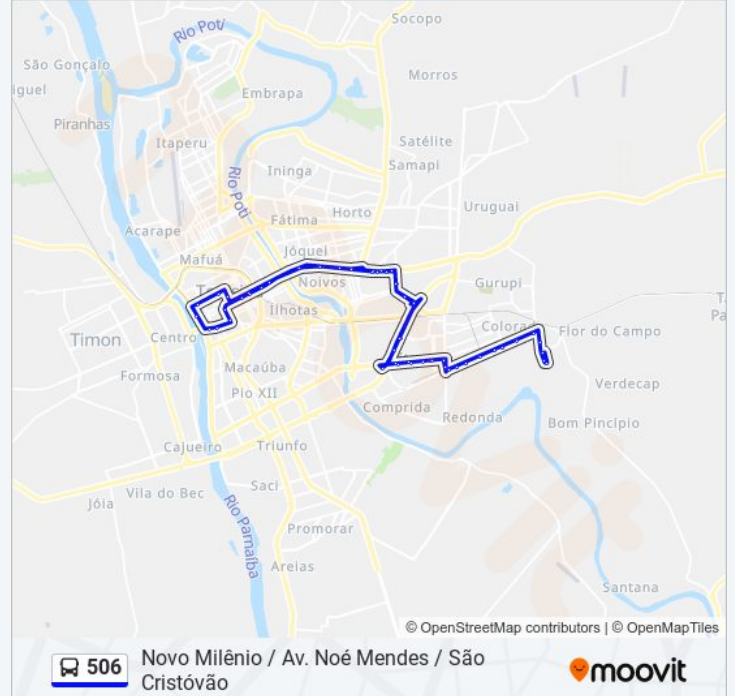 Socopo
Rio Poti
São Gonçalo
Morros
iguel
Embrapa
Piranhas
Satélite
Itaperu
Samapi
Ininga
Rio Poti
Uruguai
Fátima
Horto
Acarape
Jóquei
Mafuá
Noivos
Gurupi
Ilhotas
Colorad
Flor do Campo
Timon
Centro
Macaúba
Formosa
Verdecap
Pio XII
Comprida
Redonda
Bom Pincípio
Cajueiro
Triunfo
Saci
Vila do Bec
Jóia
Rio Parnaíba
Promorar
Areias
Santana
© OpenStreetMap contributors | © OpenMapTiles
506
Novo Milênio / Av. Noé Mendes / São
Cristóvão
moovit